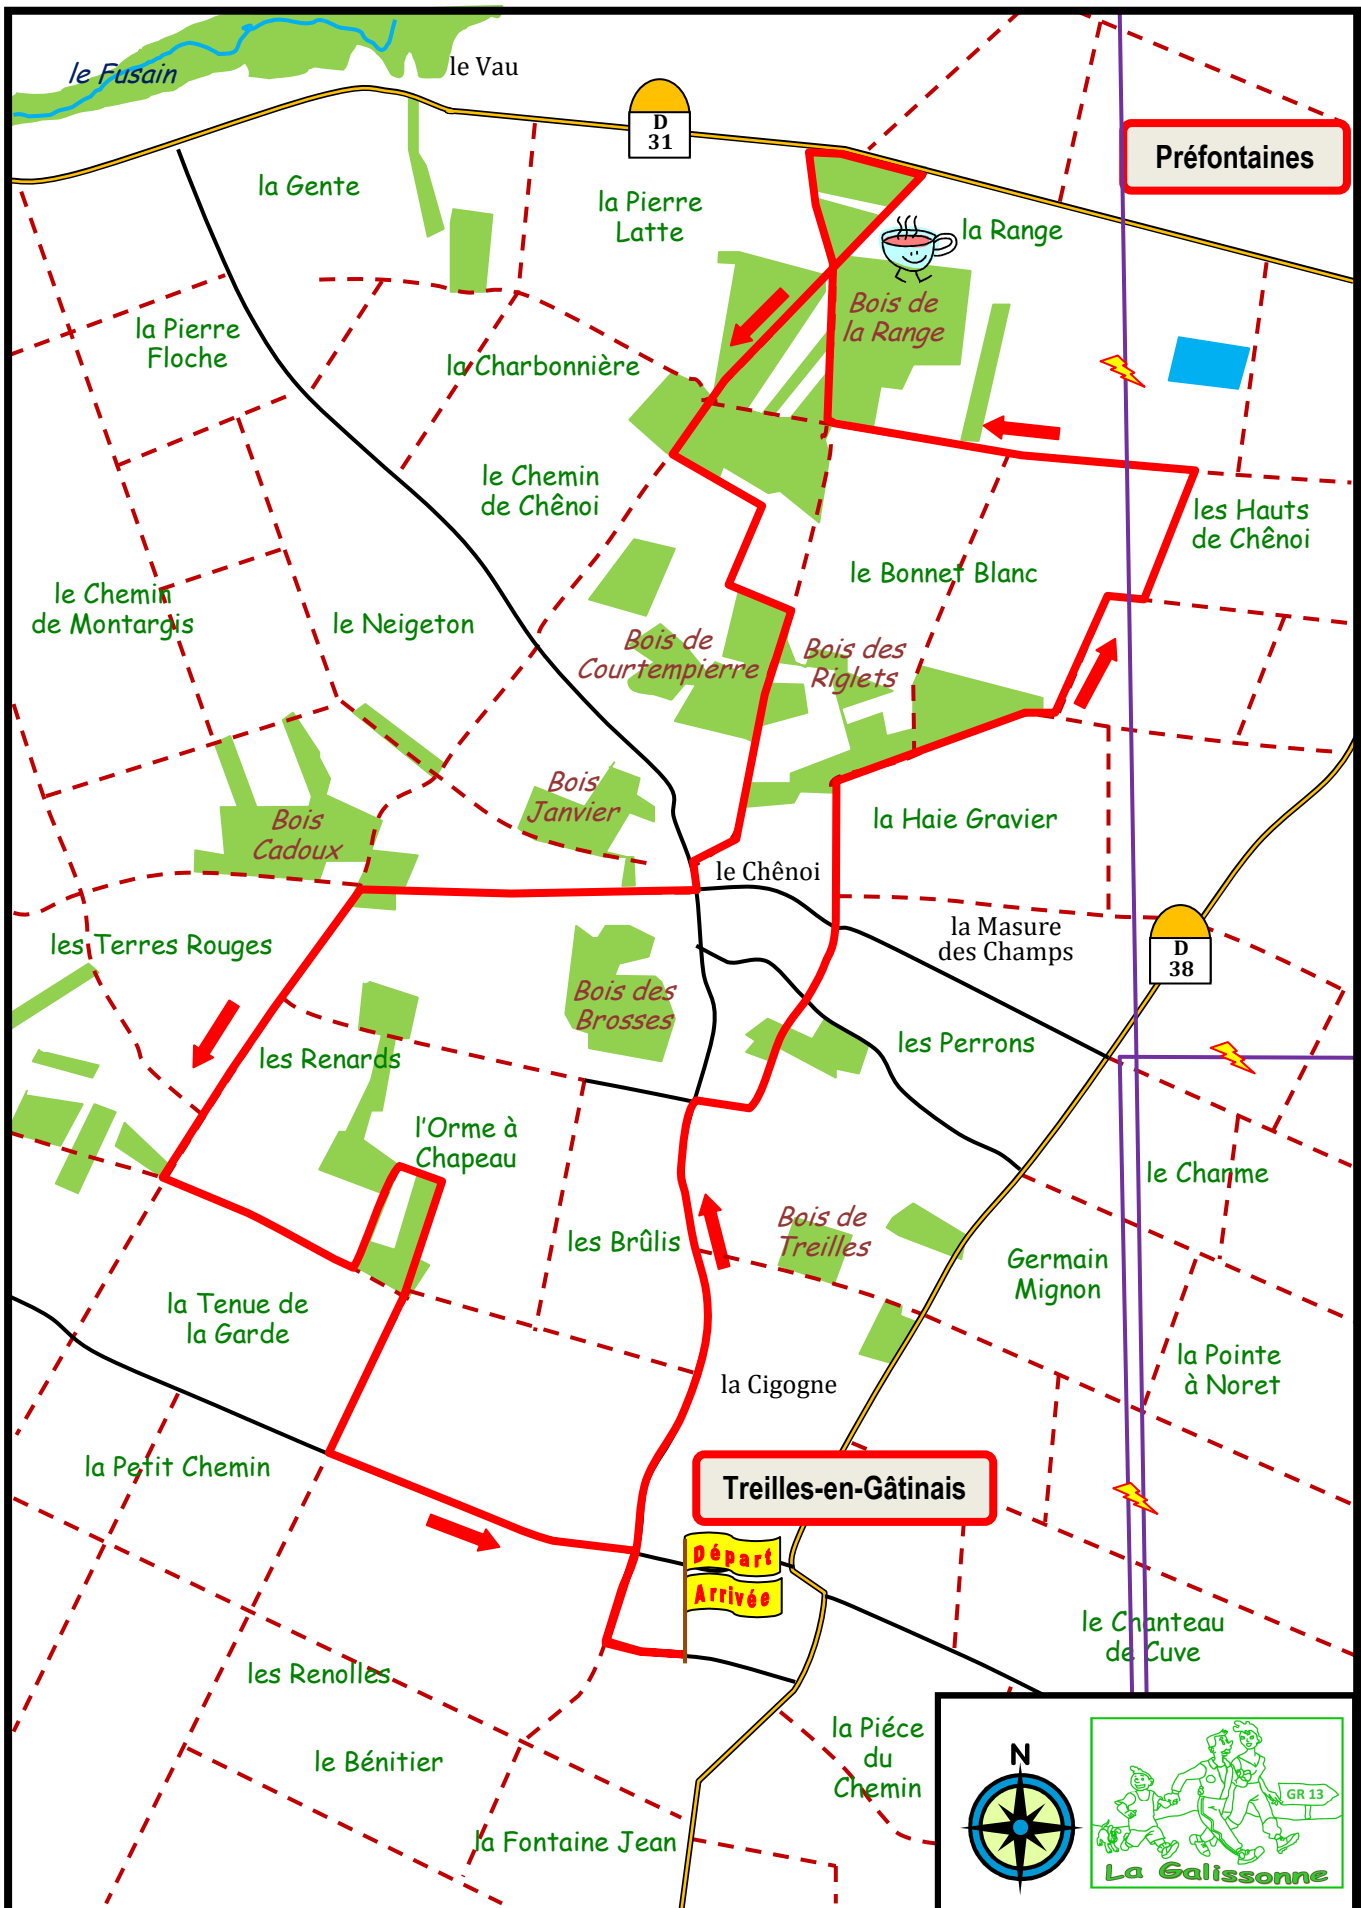 le Fusain
le Vau
D
31
Préfontaines
la Gente
la Pierre
Latte
la Range
Bois de
la Range
la Pierre
Floche
la Charbonnière
le Chemin
de Chênoi
les Hauts
de Chênoi
le Bonnet Blanc
le Chemin
de Montargis
le Neigeton
Bois de
Courtempierre
Bois des
Riglets
Bois
Janvier
Bois
Cadoux
la Haie Gravier
le Chênoi
la Masure
des Champs
D
38
les Terres Rouges
Bois des
Brosses
les Perrons
les Renards
l'Orme à
Chapeau
le Charme
Bois de
Treilles
les Brûlis
Germain
Mignon
la Tenue de
la Garde
la Pointe
à Noret
la Cigogne
la Petit Chemin
Treilles-en-Gâtinais
Départ
Arrivée
le Chanteau
de Cuve
les Renolles
la Piéce
du
Chemin
le Bénitier
la Fontaine Jean
N
GR 13
La Galissonne